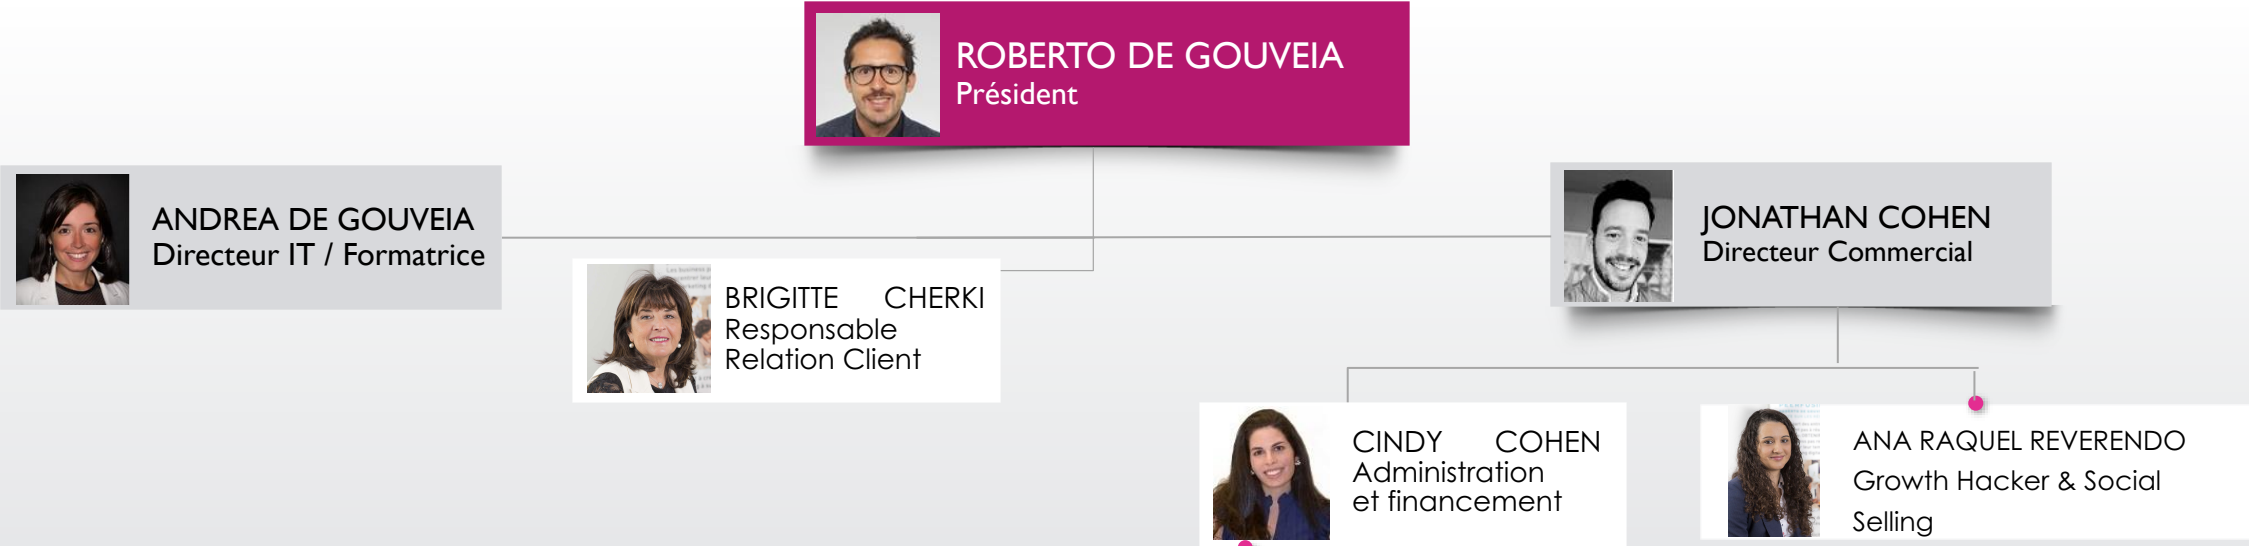 ROBERTO DE GOUVEIA
Président
ANDREA DE GOUVEIA
Directeur IT / Formatrice
JONATHAN COHEN
Directeur Commercial
BRIGITTE CHERKI
Responsable
Relation Client
CINDY COHEN
Administration
et financement
ANA RAQUEL REVERENDO
Growth Hacker & Social
Selling